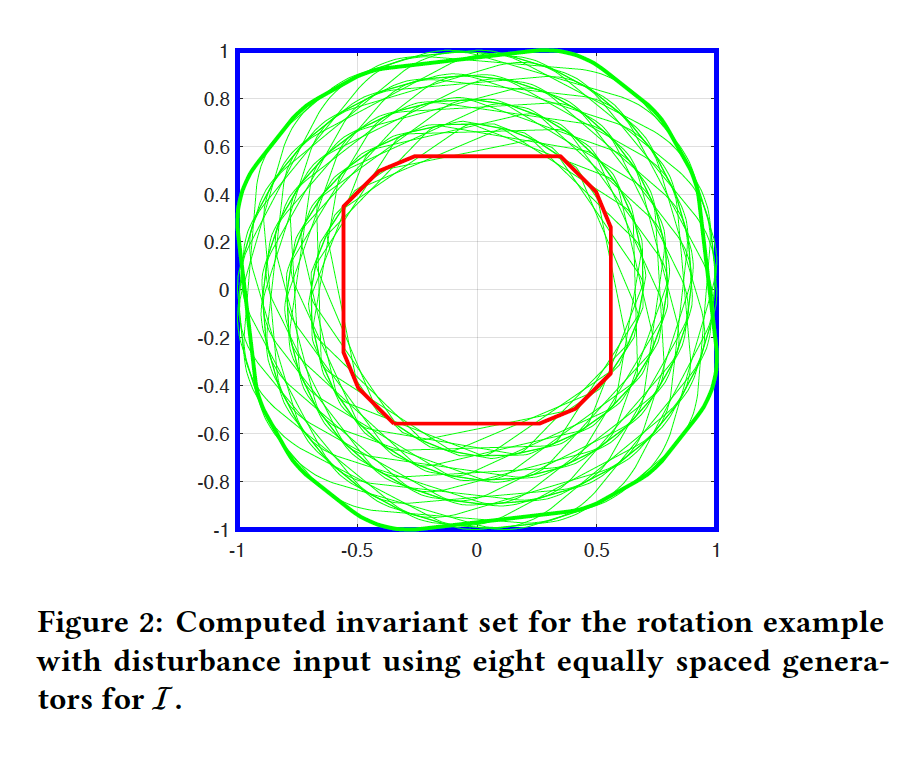 1
0.8
0.6
0.4
0.2
0
-0.2
-0.4
-0.6
-0.8
-1
-1 -0.5 0 0.5 1
Figure 2: Computed invariant set for the rotation example
with disturbance input using eight equally spaced genera-
tors for ℐ.